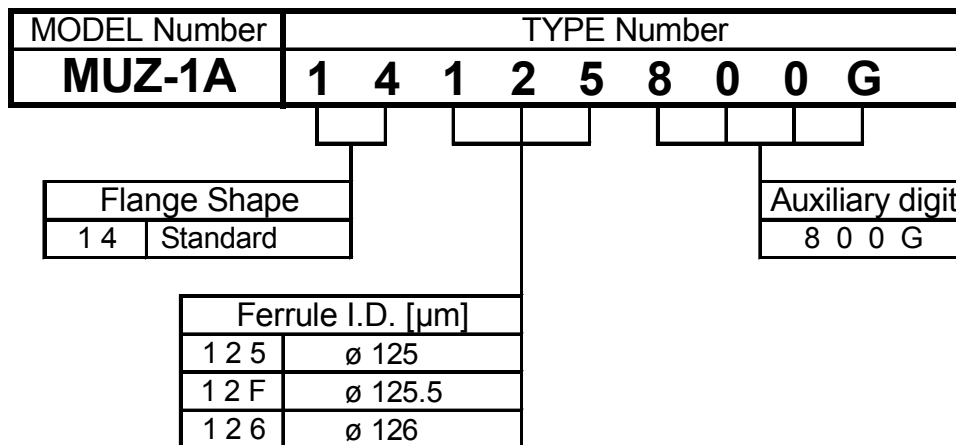 MODEL Number TYPE Number
MUZ-1A 1 4 1 2 5 8 0 0 G
Flange Shape
1 4 Standard
Auxiliary digit
8 0 0 G
Ferrule I.D. [µm]
1 2 5 ø 125
1 2 F ø 125.5
1 2 6 ø 126